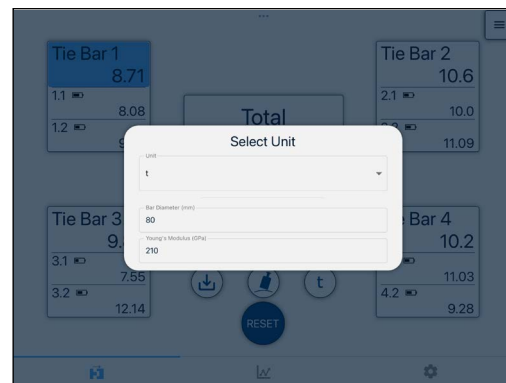 Tie Bar 1
8.71
1.1
8.08
1.2
9
Tie Bar 2
10.6
2.1
10.0
11.09
Total
Select Unit
Unit
t
Bar Diameter (mm)
80
Young's Modulus (GPa)
210
Tie Bar 3
9.
3.1
7.55
3.2
12.14
Bar 4
10.2
11.03
4.2
9.28
t
RESET